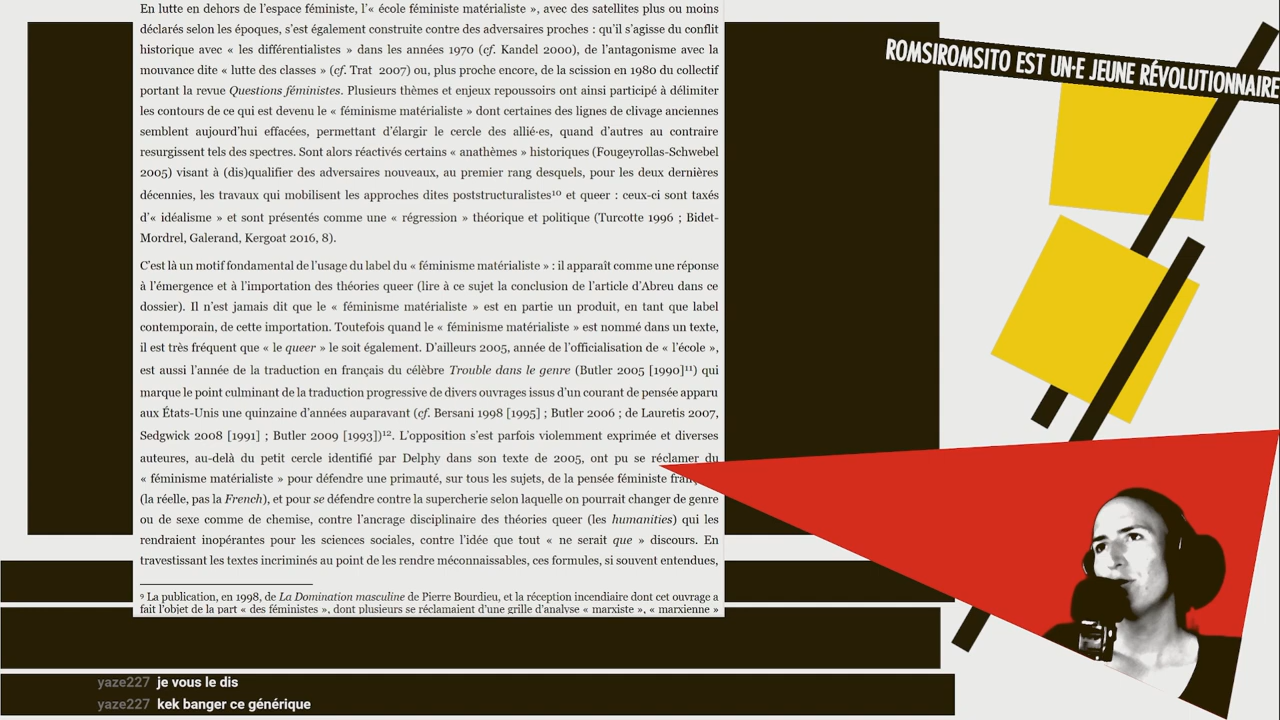 En lutte en dehors de l’espace féministe, l’« école féministe matérialiste », avec des satellites plus ou moins
déclarés selon les époques, s’est également construite contre des adversaires proches : qu’il s’agisse du conflit
historique avec « les différentialistes » dans les années 1970 (cf. Kandel 2000), de l’antagonisme avec la
mouvance dite « lutte des classes » (cf. Trat 2007) ou, plus proche encore, de la scission en 1980 du collectif
portant la revue Questions féministes. Plusieurs thèmes et enjeux repoussoirs ont ainsi participé à délimiter
les contours de ce qui est devenu le « féminisme matérialiste » dont certaines des lignes de clivage anciennes
semblent aujourd’hui effacées, permettant d’élargir le cercle des allié·es, quand d’autres au contraire
resurgissent tels des spectres. Sont alors réactivés certains « anathèmes » historiques (Fougeyrollas-Schwebel
2005) visant à (dis)qualifier des adversaires nouveaux, au premier rang desquels, pour les deux dernières
décennies, les travaux qui mobilisent les approches dites poststructuralistes¹⁰ et queer : ceux-ci sont taxés
d’« idéalisme » et sont présentés comme une « régression » théorique et politique (Turcotte 1996 ; Bidet-
Mordrel, Galerand, Kergoat 2016, 8).
C’est là un motif fondamental de l’usage du label du « féminisme matérialiste » : il apparaît comme une réponse
à l’émergence et à l’importation des théories queer (lire à ce sujet la conclusion de l’article d’Abreu dans ce
dossier). Il n’est jamais dit que le « féminisme matérialiste » est en partie un produit, en tant que label
contemporain, de cette importation. Toutefois quand le « féminisme matérialiste » est nommé dans un texte,
il est très fréquent que « le queer » le soit également. D’ailleurs 2005, année de l’officialisation de « l’école »,
est aussi l’année de la traduction en français du célèbre Trouble dans le genre (Butler 2005 [1990]¹¹) qui
marque le point culminant de la traduction progressive de divers ouvrages issus d’un courant de pensée apparu
aux États-Unis une quinzaine d’années auparavant (cf. Bersani 1998 [1995] ; Butler 2006 ; de Lauretis 2007,
Sedgwick 2008 [1991] ; Butler 2009 [1993])¹². L’opposition s’est parfois violemment exprimée et diverses
auteures, au-delà du petit cercle identifié par Delphy dans son texte de 2005, ont pu se réclamer du
« féminisme matérialiste » pour défendre une primauté, sur tous les sujets, de la pensée féministe
(la réelle, pas la French), et pour se défendre contre la supercherie selon laquelle on pourrait changer de genre
ou de sexe comme de chemise, contre l’ancrage disciplinaire des théories queer (les humanities) qui les
rendraient inopérantes pour les sciences sociales, contre l’idée que tout « ne serait que » discours. En
travestissant les textes incriminés au point de les rendre méconnaissables, ces formules, si souvent entendues,
⁹ La publication, en 1998, de La Domination masculine de Pierre Bourdieu, et la réception incendiaire dont cet ouvrage a
fait l’objet de la part « des féministes », dont plusieurs se réclamaient d’une grille d’analyse « marxiste », « marxienne »
ROMSIROMSITO EST UN·E JEUNE RÉVOLUTIONNAIRE
yaze227 je vous le dis
yaze227 kek banger ce générique